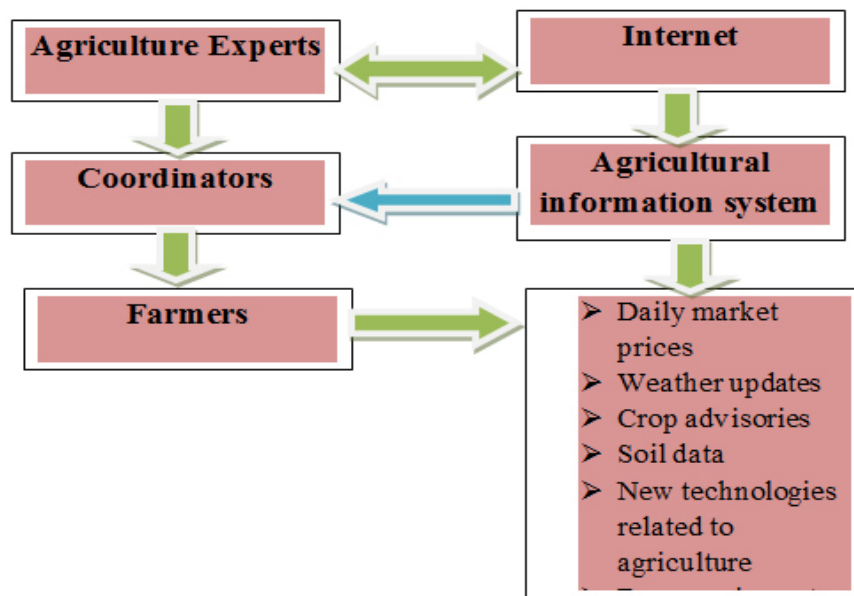 Agriculture Experts
Internet
Coordinators
Agricultural
information system
Farmers
➢ Daily market
prices
➢ Weather updates
➢ Crop advisories
➢ Soil data
➢ New technologies
related to
agriculture